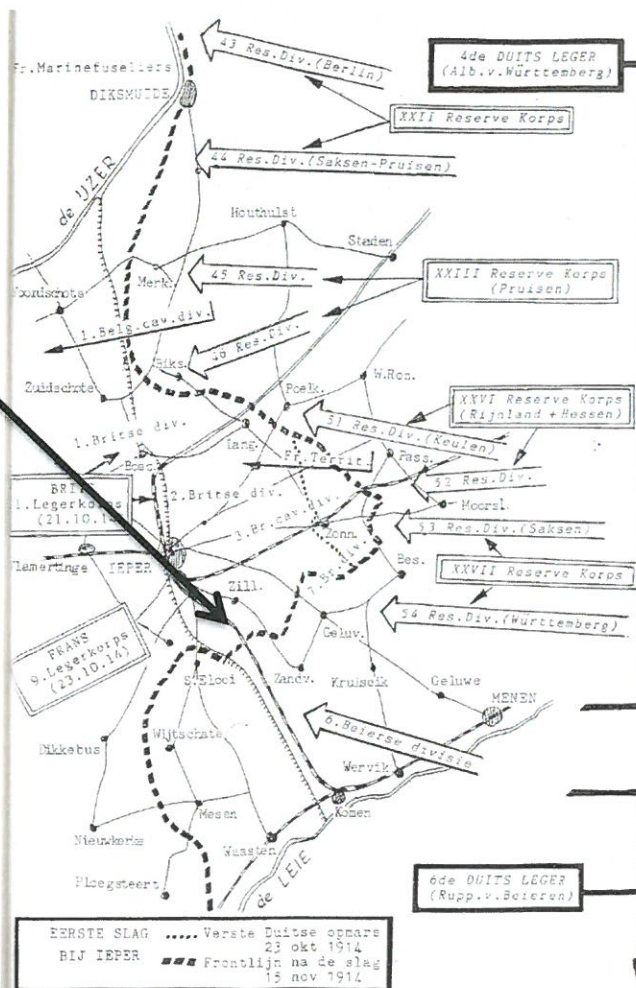 43 Res.Div.(Berlin)
4de DUITS LEGER
(Alb.v.Württemberg)
Fr.Marinefuseliers
DIKSMUIDE
XXII Reserve Korps
44 Res.Div.(Saksen-Pruisen)
de IJZER
Houthulst
Staden
45 Res.Div.
XXIII Reserve Korps
(Pruisen)
Merk.
Noordschote
1.Belg.cav.div.
46 Res.Div.
Biks.
Zuidschote
Poelk.
W.Roz.
XXVI Reserve Korps
(Rijnland + Hessen)
51 Res.Div.(Keulen)
1.Britse div.
Lang.
Fr.Territ.
Pass.
Boez.
52 Res.Div.
BRIT
1.Legerkorps
(21.10.14
2.Britse div.
3.Br.cav.div.
Moorsl.
Zonn.
53 Res.Div.(Saksen)
Vlamertinge
IEPER
7.Br.div.
Bes.
XXVII Reserve Korps
Zill.
54 Res.Div.(Württemberg)
FRANS
9.Legerkorps
(23.10.14)
Geluv.
St Elooi
Zandv.
Kruiseik
Geluwe
MENEN
6.Beierse divisie
Dikkebus
Wijtschate
Wervik
Mesen
Komen
Nieuwkerke
Waasten
Ploegsteert
de LEIE
6de DUITS LEGER
(Rupp.v.Beieren)
EERSTE SLAG
BIJ IEPER
Verste Duitse opmars
23 okt 1914
Frontlijn na de slag
15 nov 1914